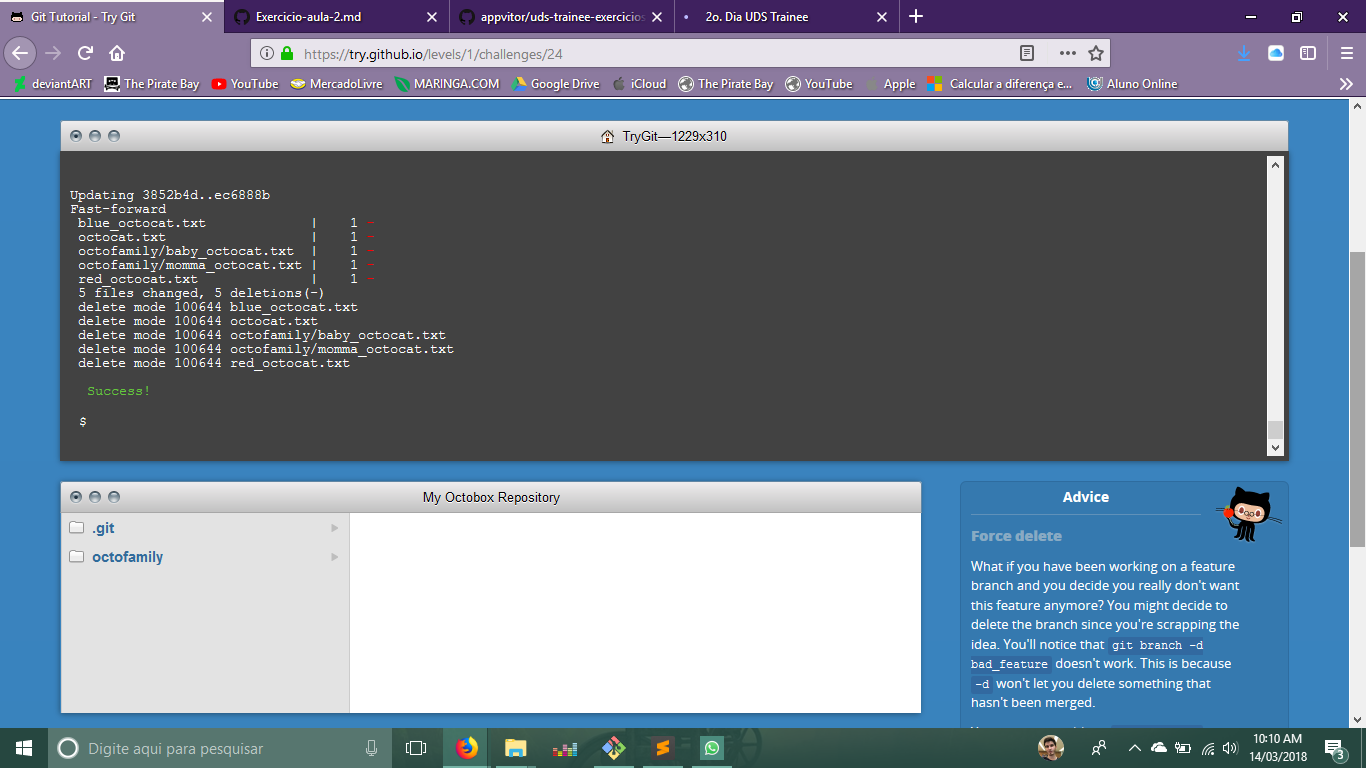 Git Tutorial - Try Git
Exercicio-aula-2.md
appvitor/uds-trainee-exercicios
2o. Dia UDS Trainee
https://try.github.io/levels/1/challenges/24
deviantART
The Pirate Bay
YouTube
MercadoLivre
MARINGA.COM
Google Drive
iCloud
The Pirate Bay
YouTube
Apple
Calcular a diferença e...
Aluno Online
TryGit—1229x310
Updating 3852b4d..ec6888b
Fast-forward
blue_octocat.txt | 1 -
octocat.txt | 1 -
octofamily/baby_octocat.txt | 1 -
octofamily/momma_octocat.txt | 1 -
red_octocat.txt | 1 -
5 files changed, 5 deletions(-)
delete mode 100644 blue_octocat.txt
delete mode 100644 octocat.txt
delete mode 100644 octofamily/baby_octocat.txt
delete mode 100644 octofamily/momma_octocat.txt
delete mode 100644 red_octocat.txt
Success!
$
My Octobox Repository
.git
octofamily
Advice
Force delete
What if you have been working on a feature
branch and you decide you really don't want
this feature anymore? You might decide to
delete the branch since you're scrapping the
idea. You'll notice that git branch -d
bad_feature doesn't work. This is because
-d won't let you delete something that
hasn't been merged.
Digite aqui para pesquisar
10:10 AM
14/03/2018
3